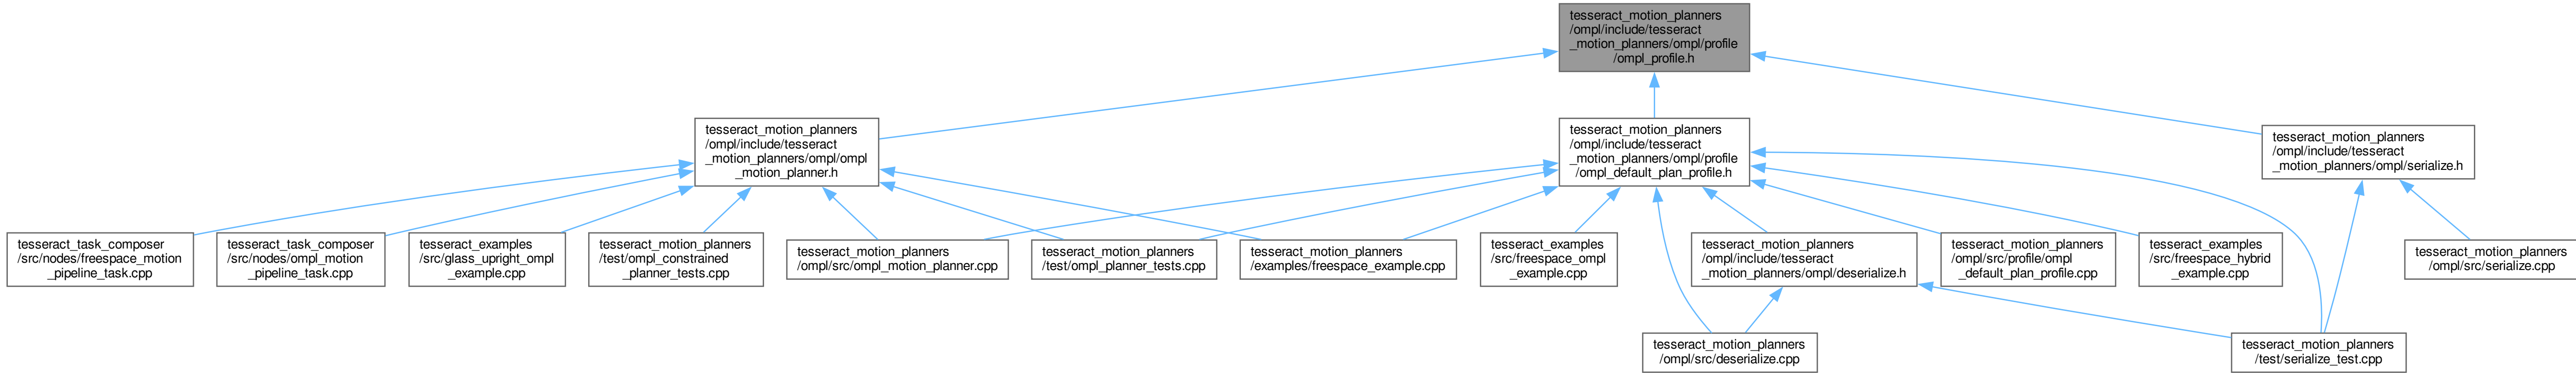 tesseract_motion_planners
/ompl/include/tesseract
_motion_planners/ompl/profile
/ompl_profile.h
tesseract_motion_planners
/ompl/include/tesseract
_motion_planners/ompl/ompl
_motion_planner.h
tesseract_motion_planners
/ompl/include/tesseract
_motion_planners/ompl/profile
/ompl_default_plan_profile.h
tesseract_motion_planners
/ompl/include/tesseract
_motion_planners/ompl/serialize.h
tesseract_task_composer
/src/nodes/freespace_motion
_pipeline_task.cpp
tesseract_task_composer
/src/nodes/ompl_motion
_pipeline_task.cpp
tesseract_examples
/src/glass_upright_ompl
_example.cpp
tesseract_motion_planners
/test/ompl_constrained
_planner_tests.cpp
tesseract_motion_planners
/ompl/src/ompl_motion_planner.cpp
tesseract_motion_planners
/test/ompl_planner_tests.cpp
tesseract_motion_planners
/examples/freespace_example.cpp
tesseract_examples
/src/freespace_ompl
_example.cpp
tesseract_motion_planners
/ompl/include/tesseract
_motion_planners/ompl/deserialize.h
tesseract_motion_planners
/ompl/src/profile/ompl
_default_plan_profile.cpp
tesseract_examples
/src/freespace_hybrid
_example.cpp
tesseract_motion_planners
/ompl/src/serialize.cpp
tesseract_motion_planners
/ompl/src/deserialize.cpp
tesseract_motion_planners
/test/serialize_test.cpp